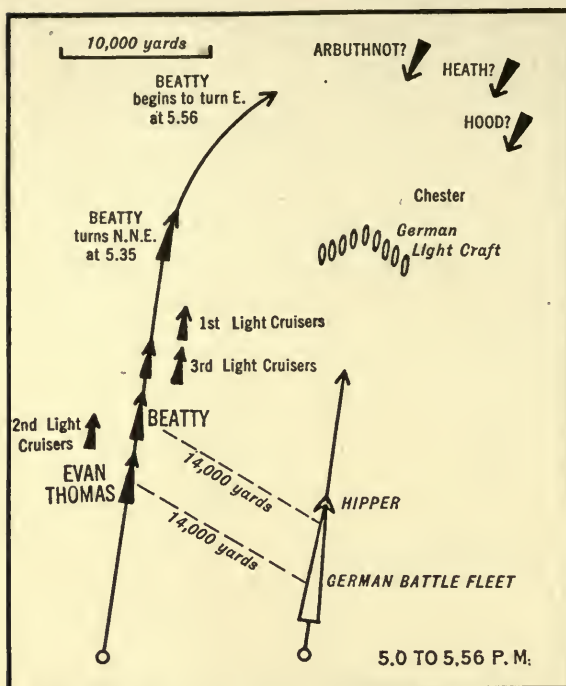 10,000 yards
ARBUTHNOT?
HEATH?
HOOD?
BEATTY
begins to turn E.
at 5.56
Chester
German
Light Craft
BEATTY
turns N.N.E.
at 5.35
1st Light Cruisers
3rd Light Cruisers
2nd Light
Cruisers
BEATTY
EVAN
THOMAS
14,000 yards
HIPPER
14,000 yards
GERMAN BATTLE FLEET
5.0 TO 5.56 P.M.